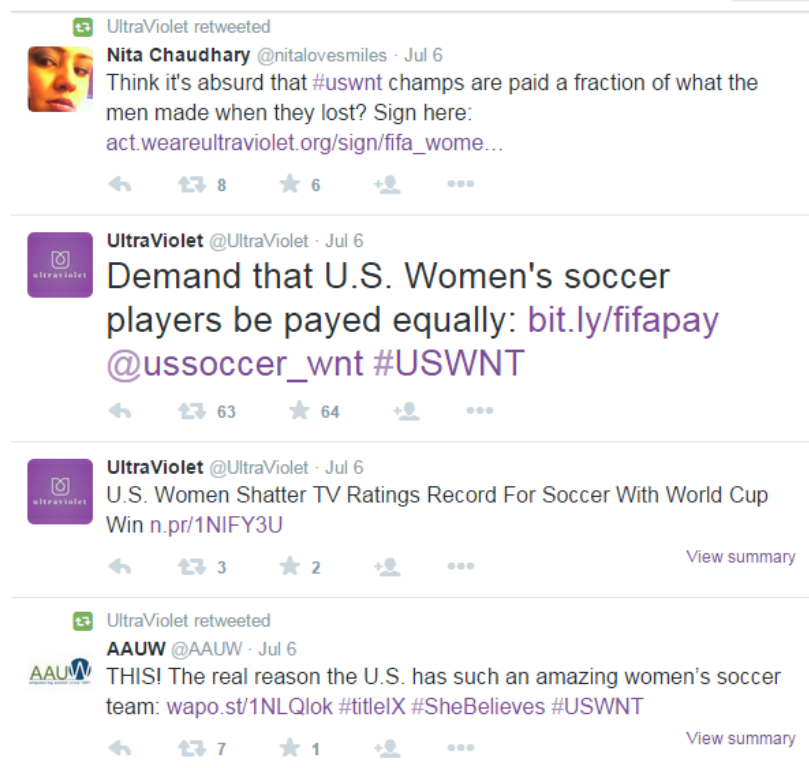 UltraViolet retweeted
Nita Chaudhary @nitalovesmiles · Jul 6
Think it's absurd that #uswnt champs are paid a fraction of what the
men made when they lost? Sign here:
act.weareultraviolet.org/sign/fifa_wome...
8 6
ultraviolet
UltraViolet @UltraViolet · Jul 6
Demand that U.S. Women's soccer
players be payed equally: bit.ly/fifapay
@ussoccer_wnt #USWNT
63 64
ultraviolet
UltraViolet @UltraViolet · Jul 6
U.S. Women Shatter TV Ratings Record For Soccer With World Cup
Win n.pr/1NIFY3U
3 2 View summary
UltraViolet retweeted
AAUW
AAUW @AAUW · Jul 6
THIS! The real reason the U.S. has such an amazing women's soccer
team: wapo.st/1NLQlok #titleIX #SheBelieves #USWNT
7 1 View summary